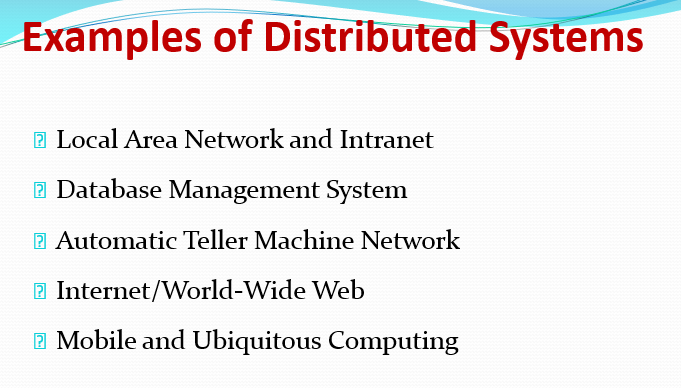 Examples of Distributed Systems
Local Area Network and Intranet
Database Management System
Automatic Teller Machine Network
Internet/World-Wide Web
Mobile and Ubiquitous Computing